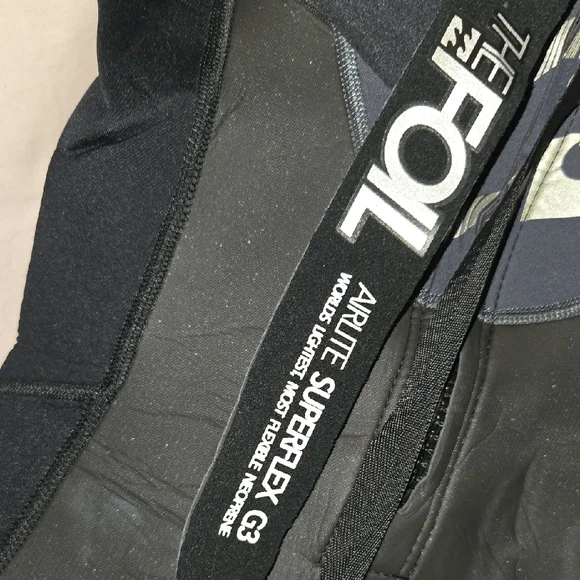 THE
FOIL
AIRLITE SUPERFLEX G3
WORLDS LIGHTEST, MOST FLEXIBLE NEOPRENE